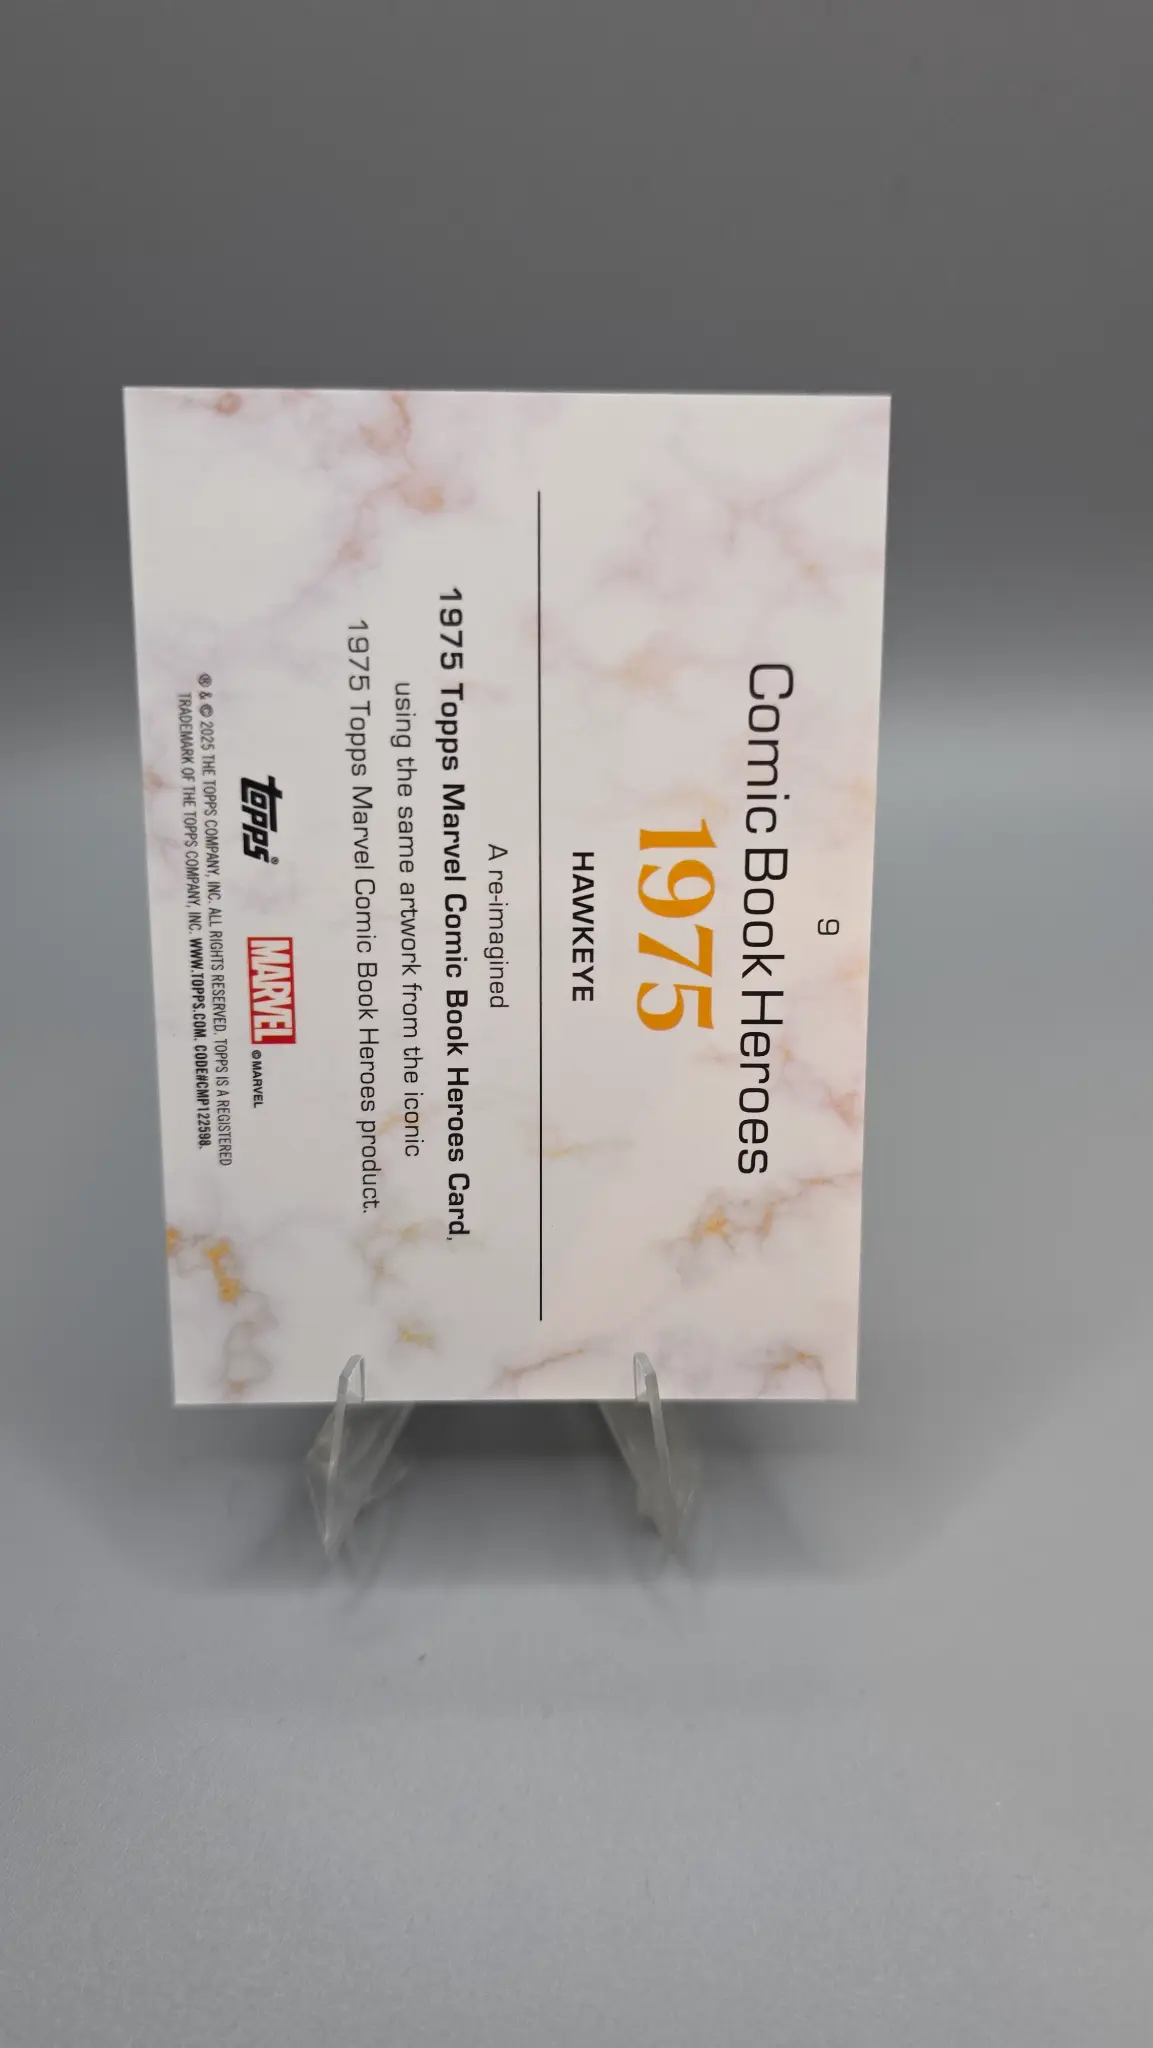 9
Comic Book Heroes
1975
HAWKEYE
A re-imagined
1975 Topps Marvel Comic Book Heroes Card,
using the same artwork from the iconic
1975 Topps Marvel Comic Book Heroes product.
topps®
MARVEL
© MARVEL
® & © 2025 THE TOPPS COMPANY, INC. ALL RIGHTS RESERVED. TOPPS IS A REGISTERED
TRADEMARK OF THE TOPPS COMPANY, INC. WWW.TOPPS.COM. CODE#CMP122598.